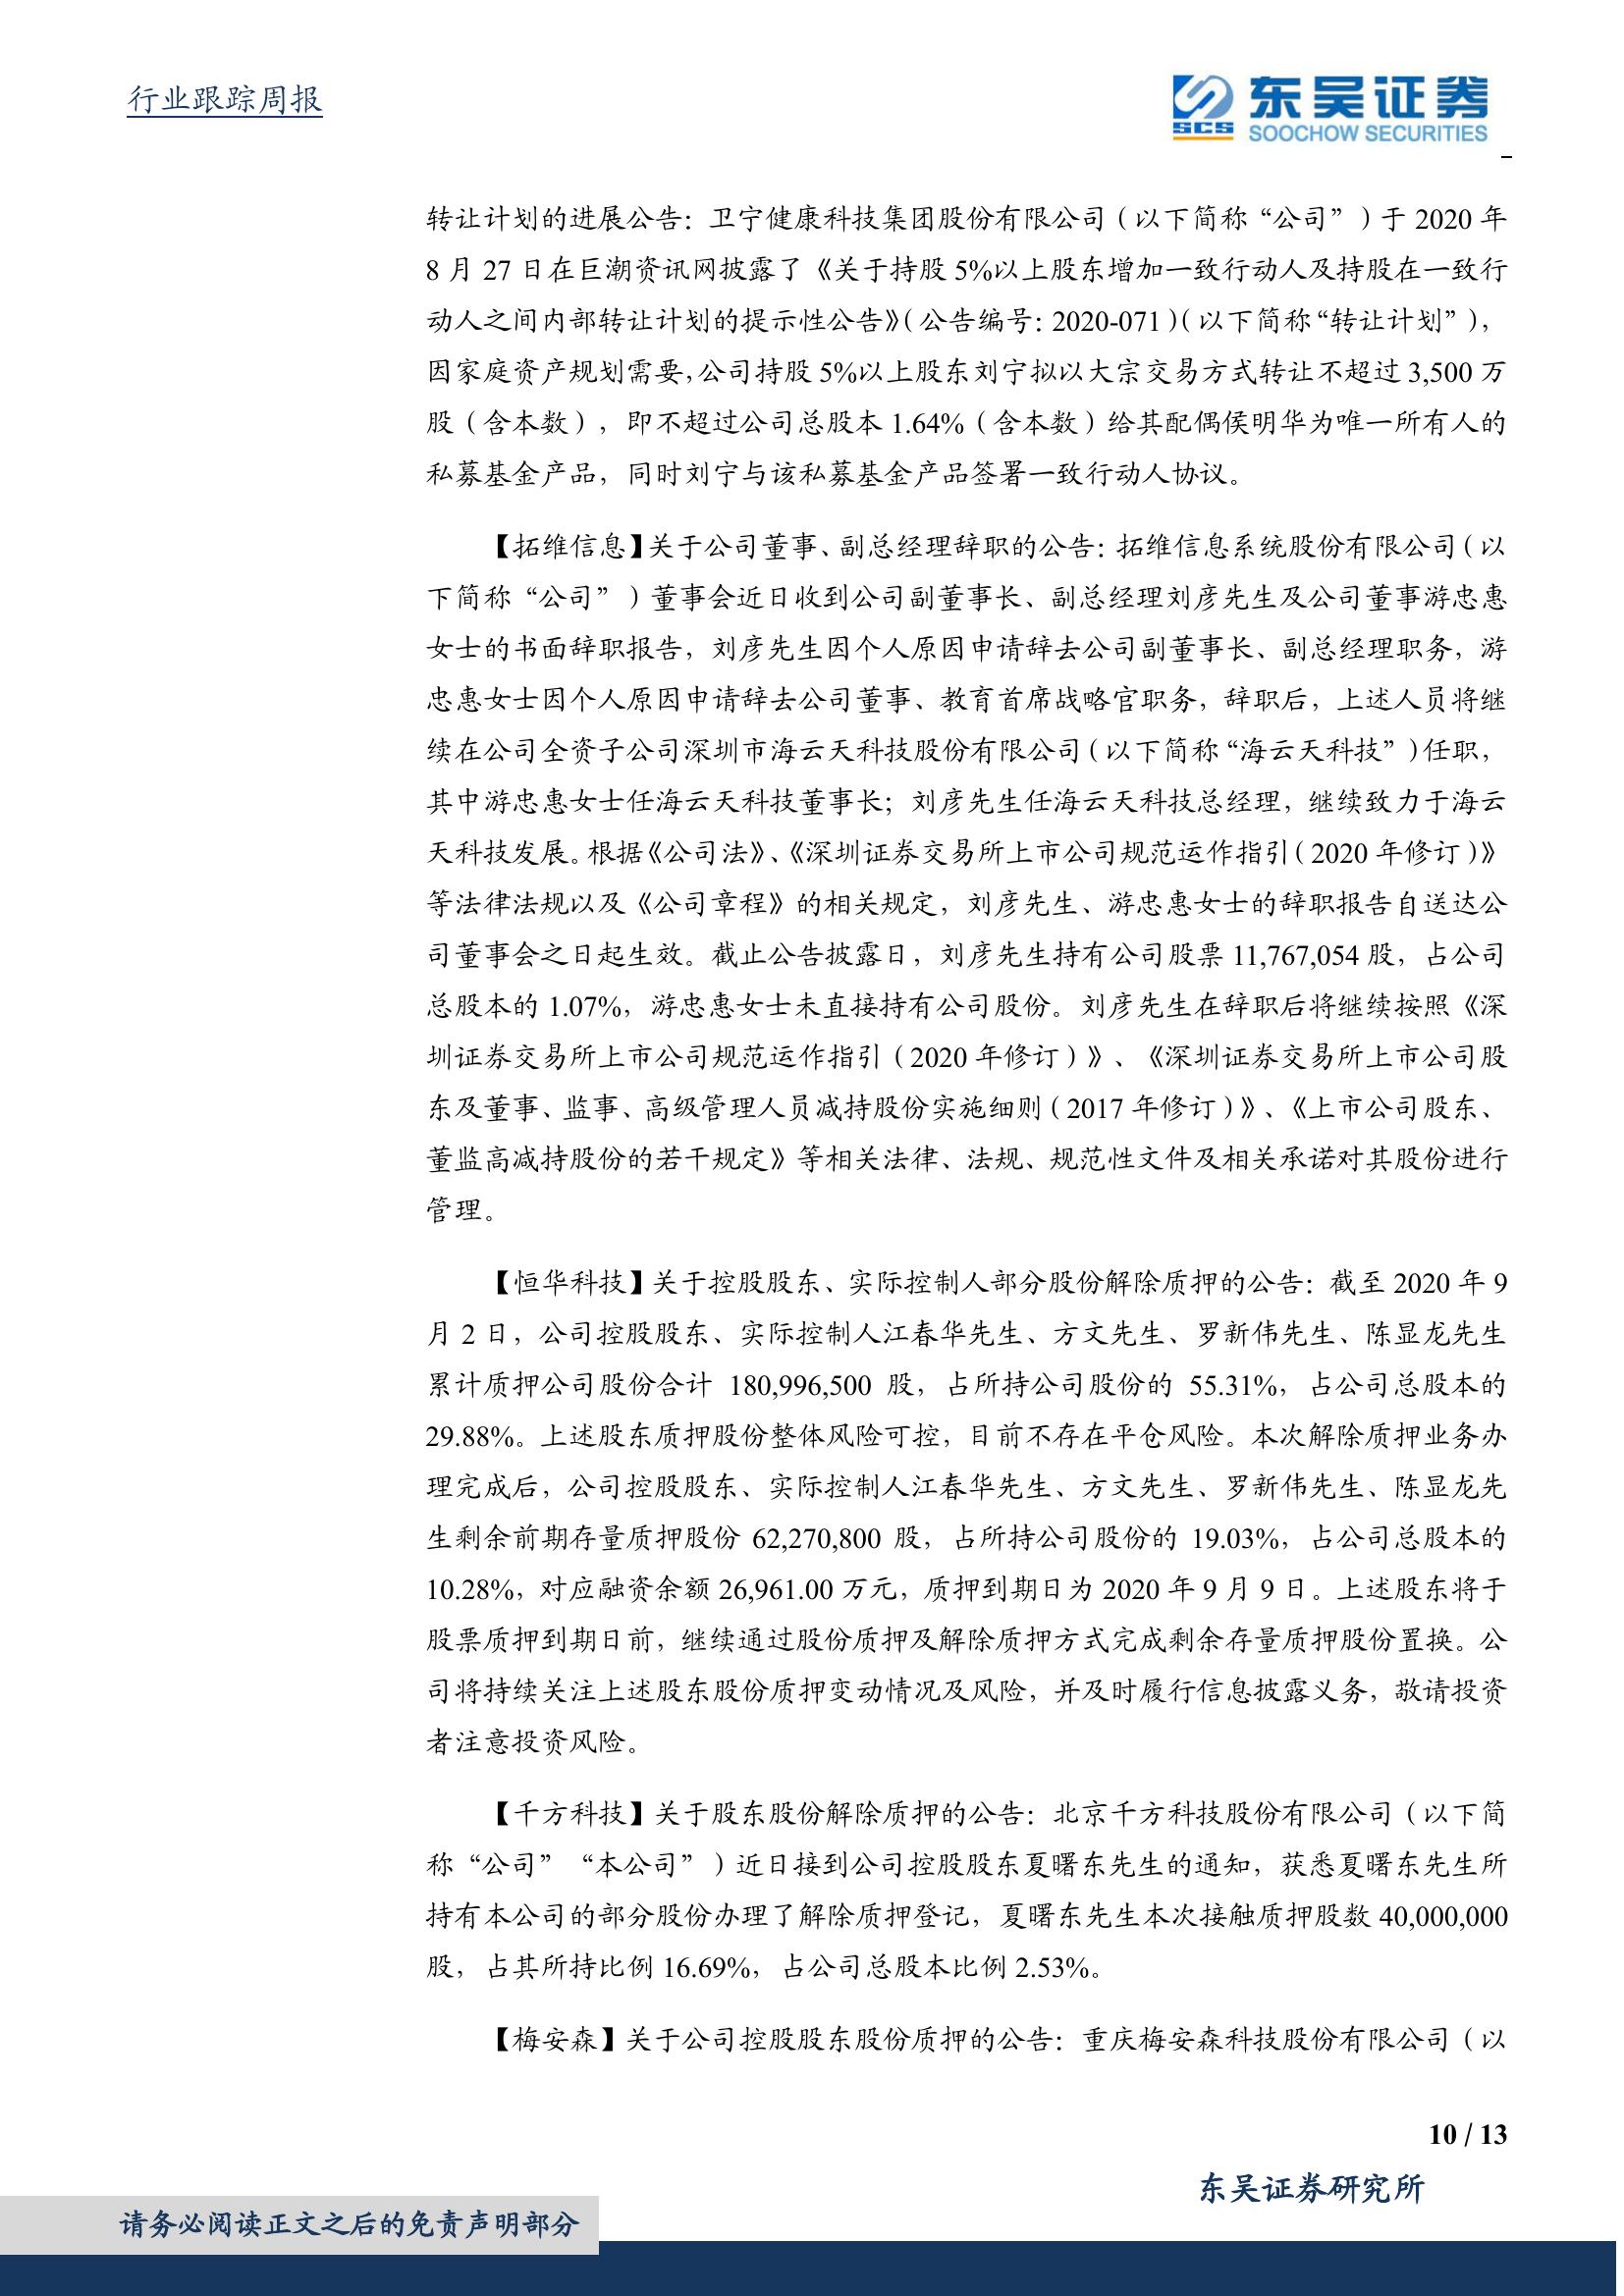 行业跟踪周报
SCS
东吴证券
SOOCHOW SECURITIES
转让计划的进展公告：卫宁健康科技集团股份有限公司（以下简称“公司”）于 2020 年
8 月 27 日在巨潮资讯网披露了《关于持股 5%以上股东增加一致行动人及持股在一致行
动人之间内部转让计划的提示性公告》（公告编号：2020-071）（以下简称“转让计划”），
因家庭资产规划需要，公司持股 5%以上股东刘宁拟以大宗交易方式转让不超过 3,500 万
股（含本数），即不超过公司总股本 1.64%（含本数）给其配偶侯明华为唯一所有人的
私募基金产品，同时刘宁与该私募基金产品签署一致行动人协议。
【拓维信息】关于公司董事、副总经理辞职的公告：拓维信息系统股份有限公司（以
下简称“公司”）董事会近日收到公司副董事长、副总经理刘彦先生及公司董事游忠惠
女士的书面辞职报告，刘彦先生因个人原因申请辞去公司副董事长、副总经理职务，游
忠惠女士因个人原因申请辞去公司董事、教育首席战略官职务，辞职后，上述人员将继
续在公司全资子公司深圳市海云天科技股份有限公司（以下简称“海云天科技”）任职，
其中游忠惠女士任海云天科技董事长；刘彦先生任海云天科技总经理，继续致力于海云
天科技发展。根据《公司法》、《深圳证券交易所上市公司规范运作指引（2020 年修订）》
等法律法规以及《公司章程》的相关规定，刘彦先生、游忠惠女士的辞职报告自送达公
司董事会之日起生效。截止公告披露日，刘彦先生持有公司股票 11,767,054 股，占公司
总股本的 1.07%，游忠惠女士未直接持有公司股份。刘彦先生在辞职后将继续按照《深
圳证券交易所上市公司规范运作指引（2020 年修订）》、《深圳证券交易所上市公司股
东及董事、监事、高级管理人员减持股份实施细则（2017 年修订）》、《上市公司股东、
董监高减持股份的若干规定》等相关法律、法规、规范性文件及相关承诺对其股份进行
管理。
【恒华科技】关于控股股东、实际控制人部分股份解除质押的公告：截至 2020 年 9
月 2 日，公司控股股东、实际控制人江春华先生、方文先生、罗新伟先生、陈显龙先生
累计质押公司股份合计 180,996,500 股，占所持公司股份的 55.31%，占公司总股本的
29.88%。上述股东质押股份整体风险可控，目前不存在平仓风险。本次解除质押业务办
理完成后，公司控股股东、实际控制人江春华先生、方文先生、罗新伟先生、陈显龙先
生剩余前期存量质押股份 62,270,800 股，占所持公司股份的 19.03%，占公司总股本的
10.28%，对应融资余额 26,961.00 万元，质押到期日为 2020 年 9 月 9 日。上述股东将于
股票质押到期日前，继续通过股份质押及解除质押方式完成剩余存量质押股份置换。公
司将持续关注上述股东股份质押变动情况及风险，并及时履行信息披露义务，敬请投资
者注意投资风险。
【千方科技】关于股东股份解除质押的公告：北京千方科技股份有限公司（以下简
称“公司”“本公司”）近日接到公司控股股东夏曙东先生的通知，获悉夏曙东先生所
持有本公司的部分股份办理了解除质押登记，夏曙东先生本次接触质押股数 40,000,000
股，占其所持比例 16.69%，占公司总股本比例 2.53%。
【梅安森】关于公司控股股东股份质押的公告：重庆梅安森科技股份有限公司（以
10 / 13
东吴证券研究所
请务必阅读正文之后的免责声明部分